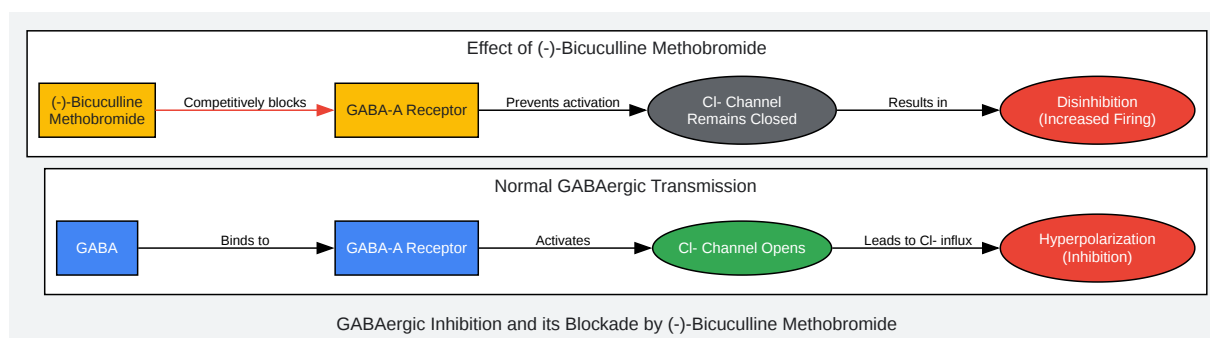 Effect of (-)-Bicuculline Methobromide
(-)-Bicuculline
Methobromide
Competitively blocks
GABA-A Receptor
Prevents activation
Cl- Channel
Remains Closed
Results in
Disinhibition
(Increased Firing)
Normal GABAergic Transmission
GABA
Binds to
GABA-A Receptor
Activates
Cl- Channel Opens
Leads to Cl- influx
Hyperpolarization
(Inhibition)
GABAergic Inhibition and its Blockade by (-)-Bicuculline Methobromide